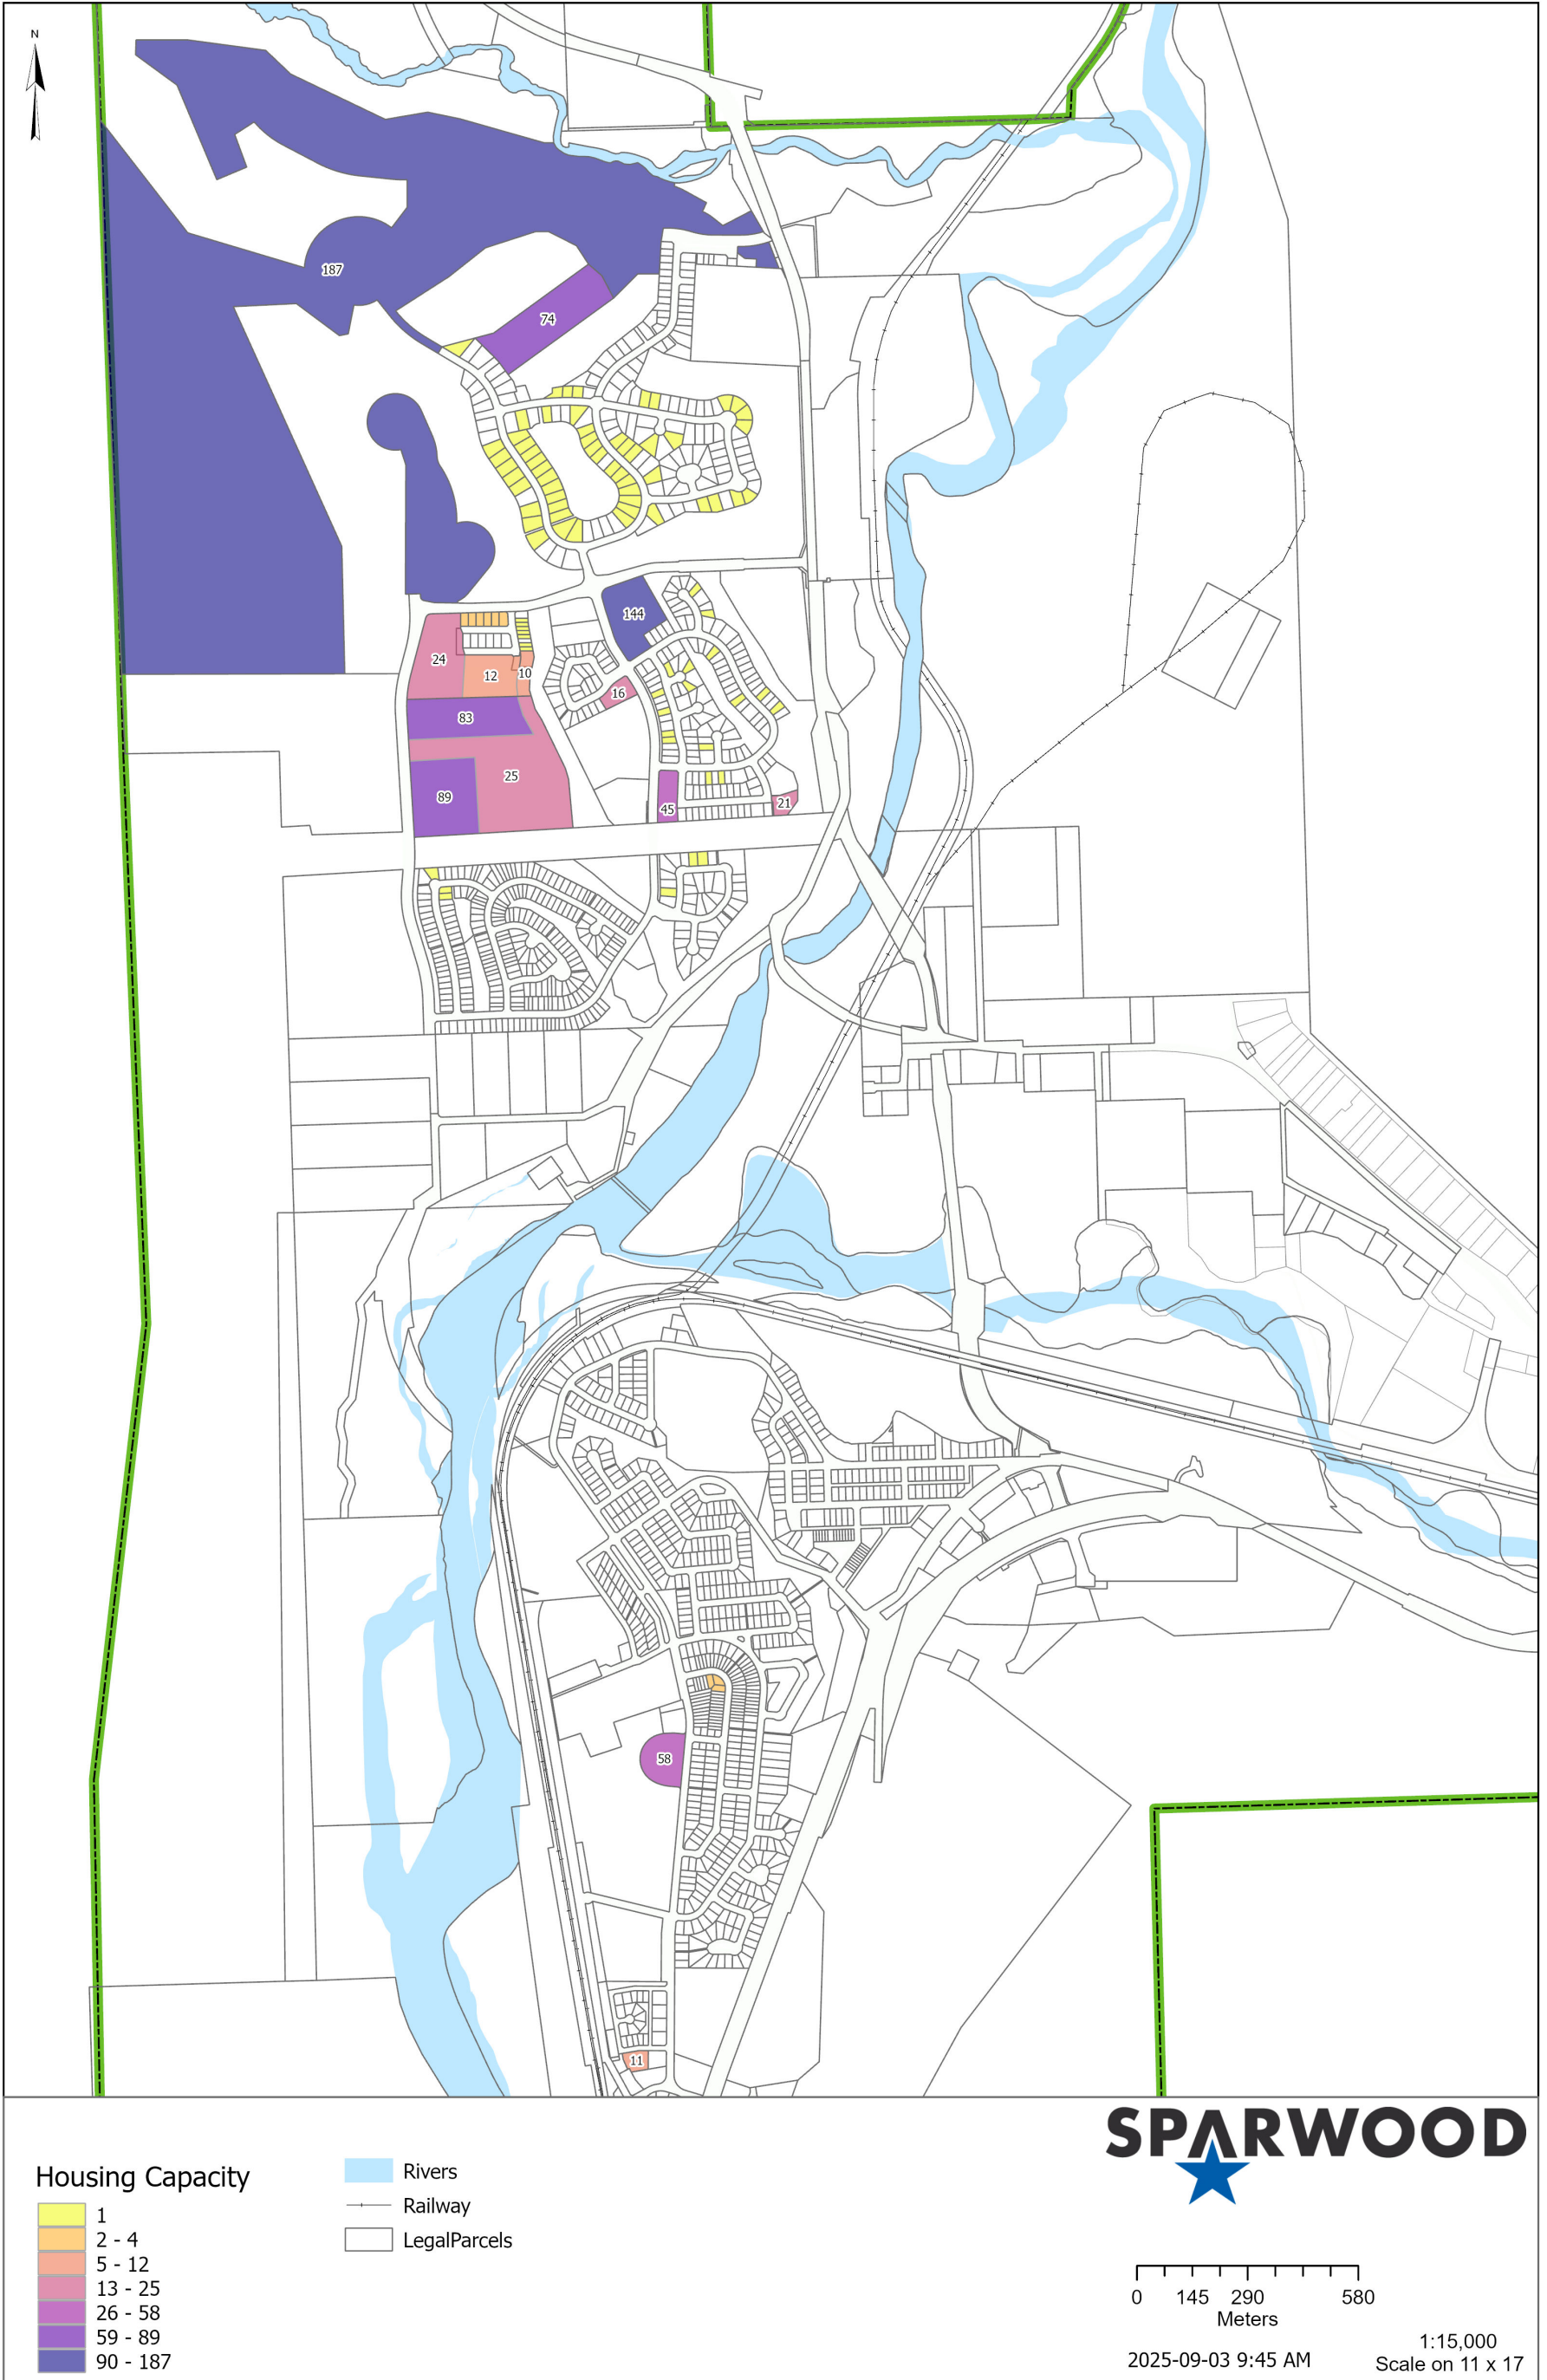 N
187
74
144
24
12
10
16
83
25
89
45
21
58
11
SPARWOOD
Housing Capacity
1
2 - 4
5 - 12
13 - 25
26 - 58
59 - 89
90 - 187
Rivers
Railway
LegalParcels
0 145 290 580
Meters
2025-09-03 9:45 AM
1:15,000
Scale on 11 x 17